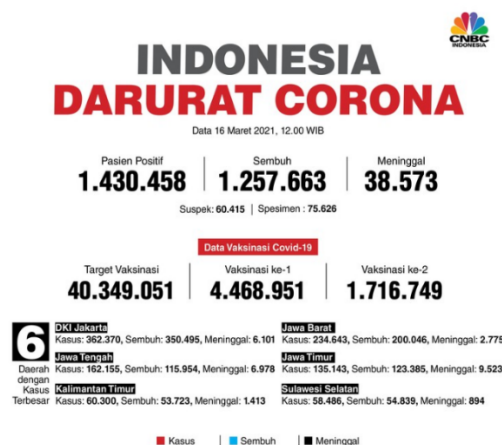 CNBC
INDONESIA
INDONESIA
DARURAT CORONA
Data 16 Maret 2021, 12.00 WIB
Pasien Positif
1.430.458
Sembuh
1.257.663
Meninggal
38.573
Suspek: 60.415 | Spesimen : 75.626
Data Vaksinasi Covid-19
Target Vaksinasi
40.349.051
Vaksinasi ke-1
4.468.951
Vaksinasi ke-2
1.716.749
6
Daerah
dengan
Kasus
Terbesar
DKI Jakarta
Kasus: 362.370, Sembuh: 350.495, Meninggal: 6.101
Jawa Tengah
Kasus: 162.155, Sembuh: 115.954, Meninggal: 6.978
Kalimantan Timur
Kasus: 60.300, Sembuh: 53.723, Meninggal: 1.413
Jawa Barat
Kasus: 234.643, Sembuh: 200.046, Meninggal: 2.775
Jawa Timur
Kasus: 135.143, Sembuh: 123.385, Meninggal: 9.523
Sulawesi Selatan
Kasus: 58.486, Sembuh: 54.839, Meninggal: 894
Kasus
Sembuh
Meninggal